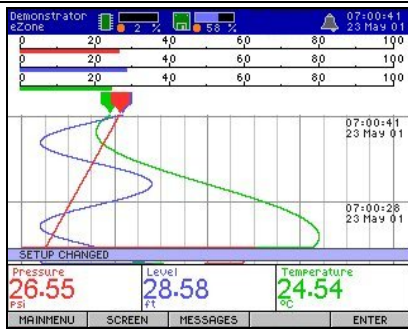 Demonstrator
eZone
2 %
58 %
07:00:41
23 May 01
0 20 40 60 80 100
0 20 40 60 80 100
0 20 40 60 80 100
07:00:41
23 May 01
07:00:28
23 May 01
SETUP CHANGED
Pressure
26.55
psi
Level
28.58
ft
Temperature
24.54
°C
MAINMENU SCREEN MESSAGES ENTER